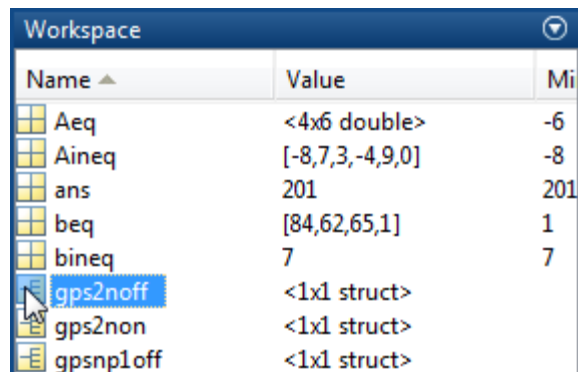 Workspace
Name Value Mi
Aeq <4x6 double> -6
Aineq [-8,7,3,-4,9,0] -8
ans 201 201
beq [84,62,65,1] 1
bineq 7 7
gps2noff <1x1 struct>
gps2non <1x1 struct>
gpsnp1off <1x1 struct>